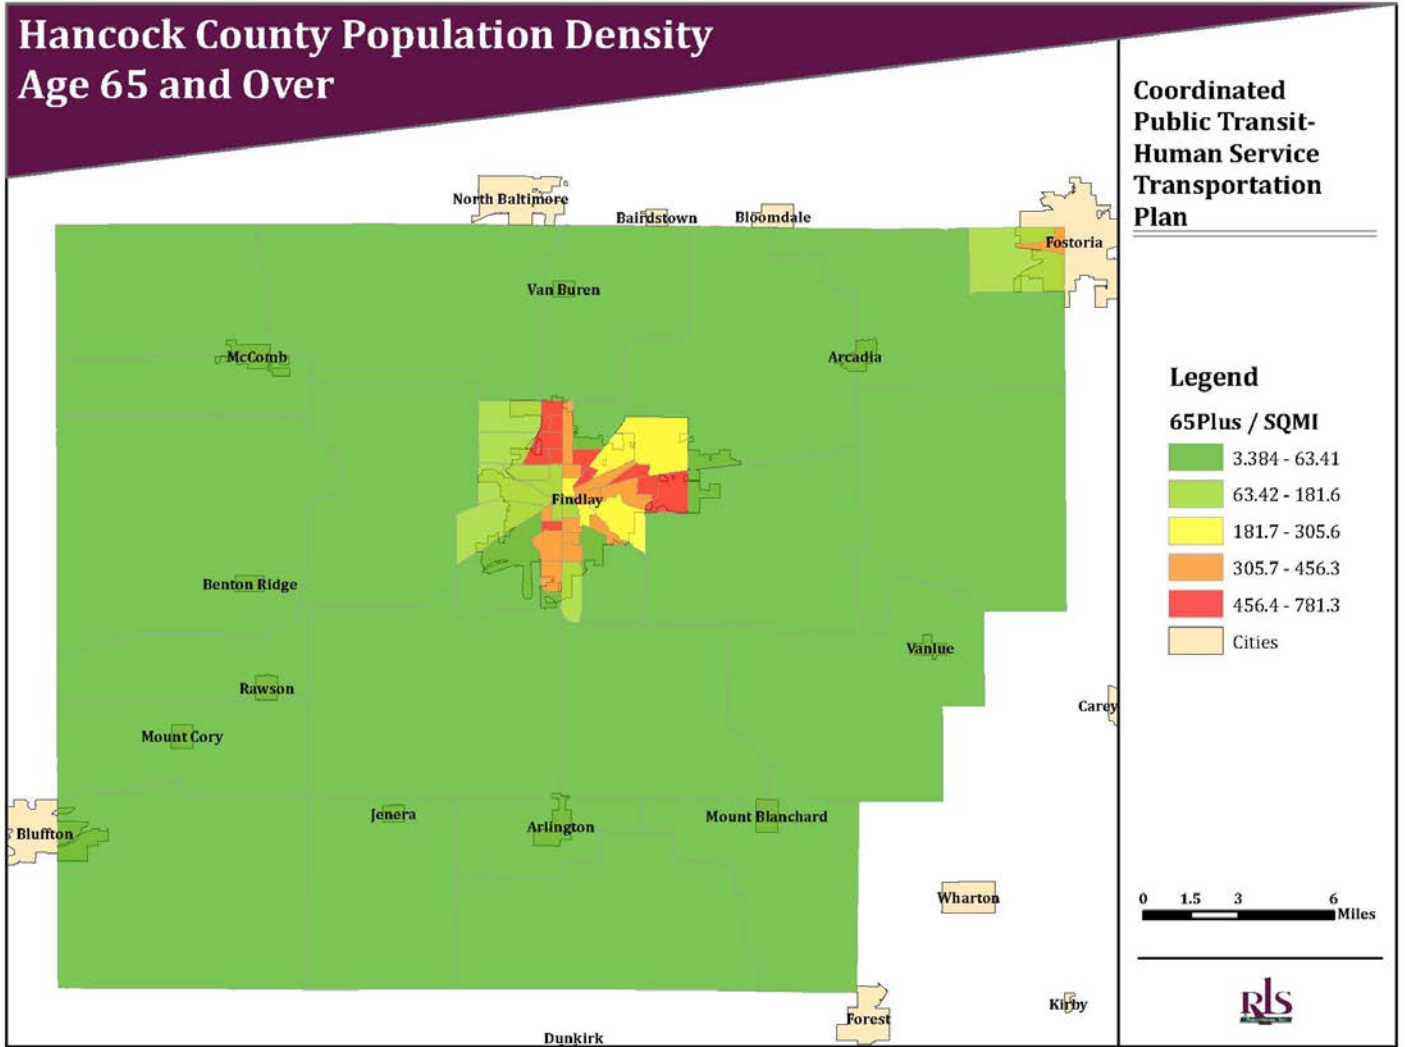 Hancock County Population Density
Age 65 and Over
Coordinated
Public Transit-
Human Service
Transportation
Plan
North Baltimore
Bairdstown
Bloomdale
Fostoria
Van Buren
McComb
Arcadia
Findlay
Benton Ridge
Vanlue
Rawson
Carey
Mount Cory
Jenera
Arlington
Mount Blanchard
Bluffton
Wharton
Forest
Kirby
Dunkirk
Legend
65Plus / SQMI
3.384 - 63.41
63.42 - 181.6
181.7 - 305.6
305.7 - 456.3
456.4 - 781.3
Cities
0 1.5 3 6
Miles
RLS